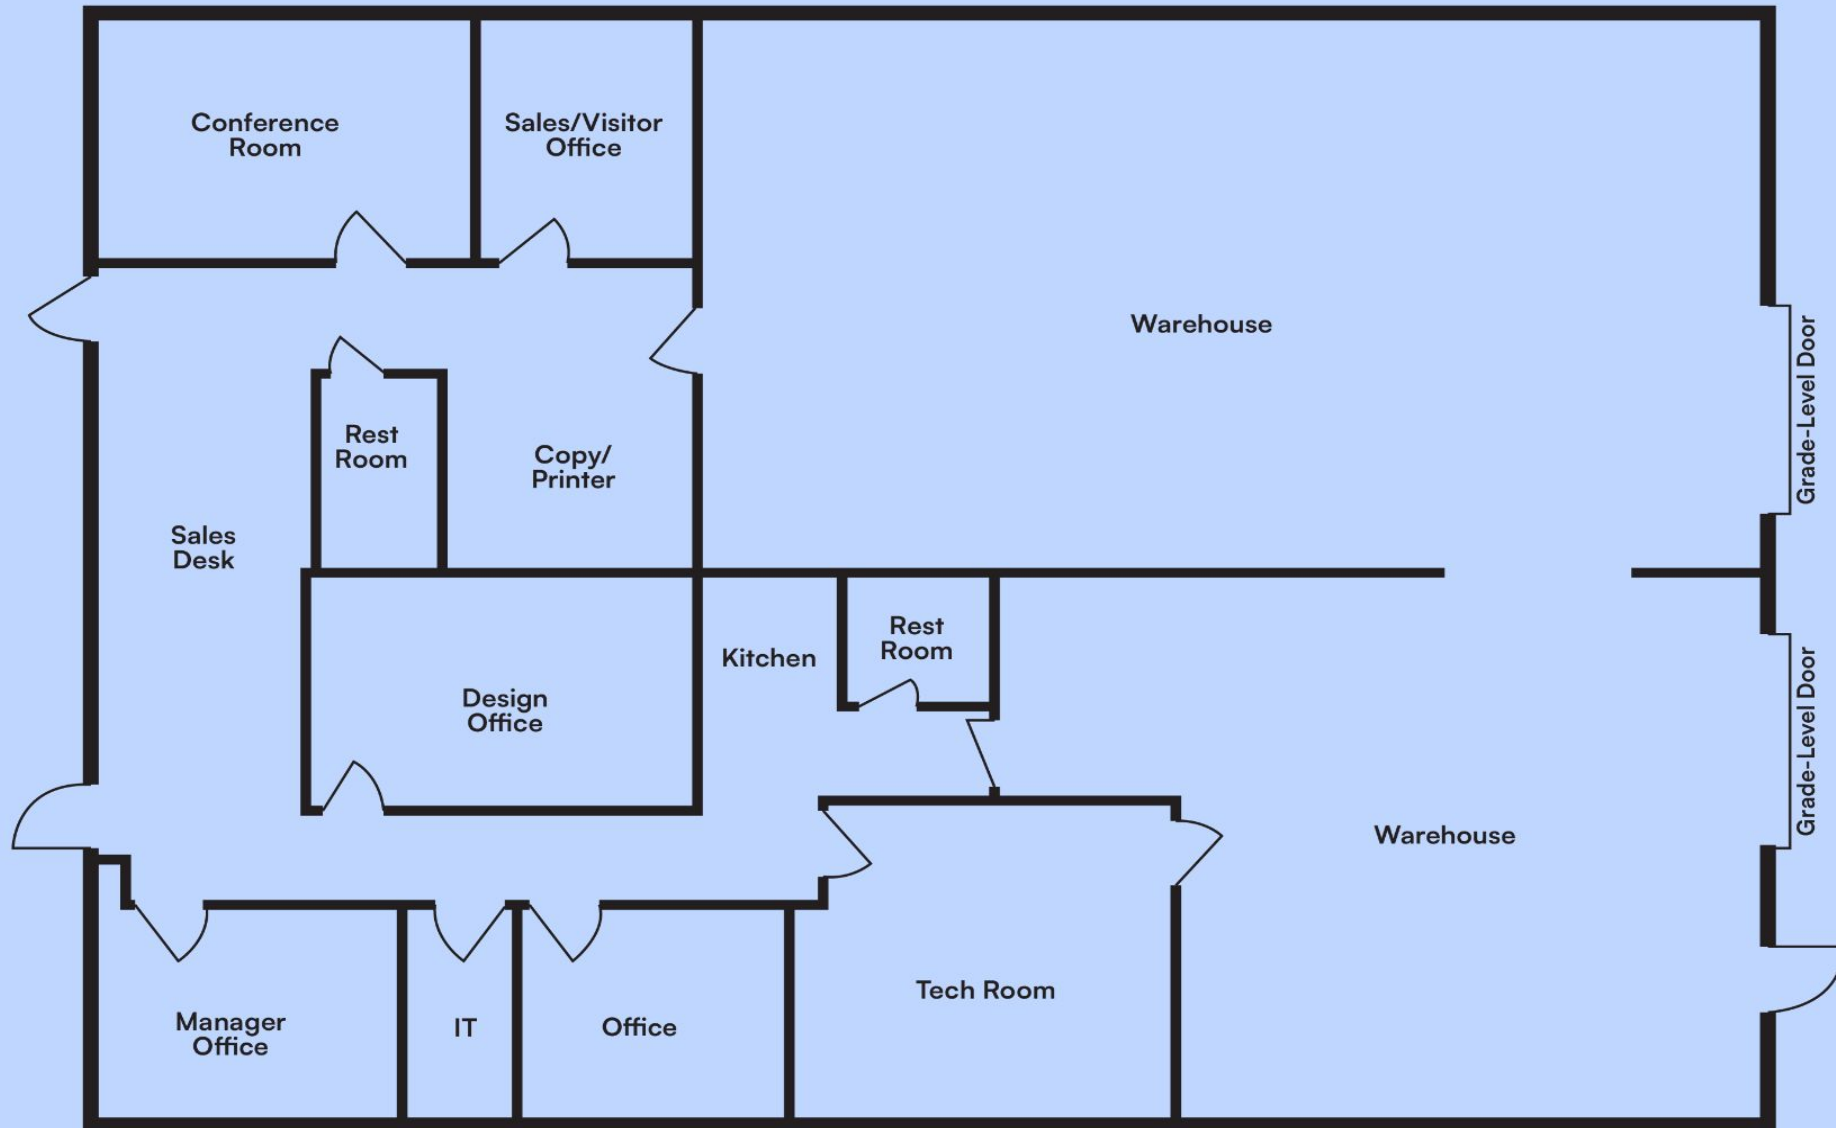 Conference
Room
Sales/Visitor
Office
Warehouse
Grade-Level Door
Rest
Room
Copy/
Printer
Sales
Desk
Rest
Room
Kitchen
Design
Office
Grade-Level Door
Warehouse
Tech Room
Manager
Office
IT
Office